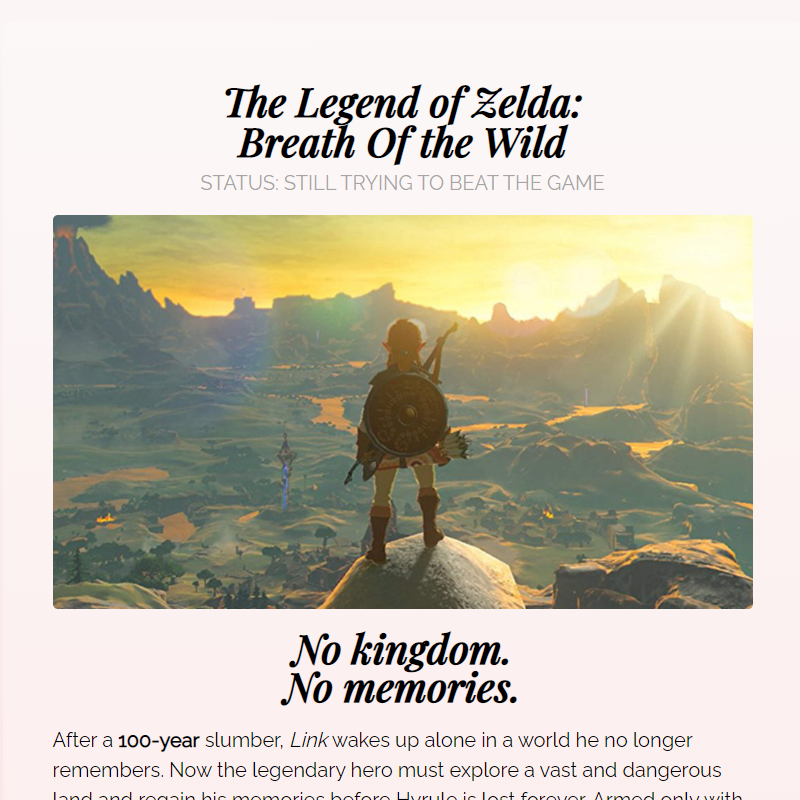 The Legend of Zelda:
Breath Of the Wild
STATUS: STILL TRYING TO BEAT THE GAME
No kingdom.
No memories.
After a 100-year slumber, Link wakes up alone in a world he no longer
remembers. Now the legendary hero must explore a vast and dangerous
land and regain his memories before Hyrule is lost forever. Armed only with